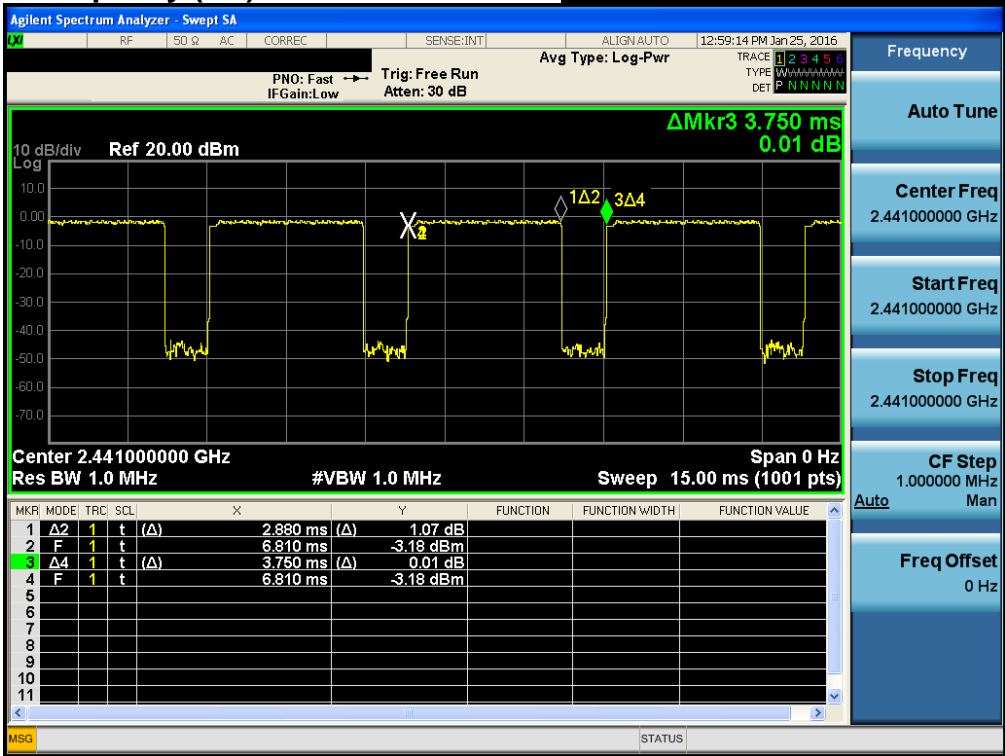 Agilent Spectrum Analyzer - Swept SA
LXI RF 50 Ω AC CORREC SENSE:INT ALIGN AUTO 12:59:14 PM Jan 25, 2016
Frequency
Avg Type: Log-Pwr TRACE 1 2 3 4 5 6
PNO: Fast Trig: Free Run TYPE
IFGain:Low Atten: 30 dB DET P N N N N N
Auto Tune
ΔMkr3 3.750 ms
0.01 dB
10 dB/div Ref 20.00 dBm
Log
10.0
0.00
-10.0
-20.0
-30.0
-40.0
-50.0
-60.0
-70.0
1Δ2
3Δ4
Center Freq
2.441000000 GHz
Start Freq
2.441000000 GHz
Stop Freq
2.441000000 GHz
Center 2.441000000 GHz Span 0 Hz
Res BW 1.0 MHz #VBW 1.0 MHz Sweep 15.00 ms (1001 pts)
CF Step
1.000000 MHz
Auto Man
MKR MODE TRC SCL X Y FUNCTION FUNCTION WIDTH FUNCTION VALUE
1 Δ2 1 t (Δ) 2.880 ms (Δ) 1.07 dB
2 F 1 t 6.810 ms -3.18 dBm
3 Δ4 1 t (Δ) 3.750 ms (Δ) 0.01 dB
4 F 1 t 6.810 ms -3.18 dBm
5
6
7
8
9
10
11
Freq Offset
0 Hz
MSG STATUS